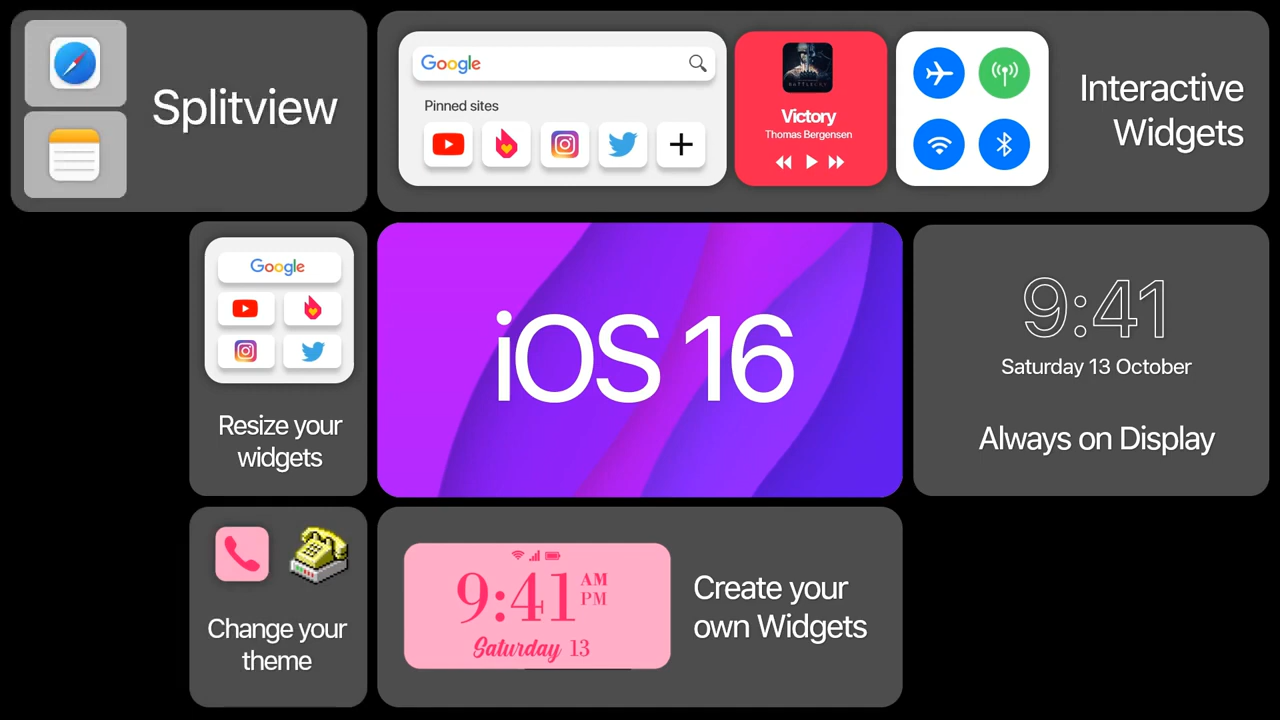 Splitview
Google
Pinned sites
Victory
Thomas Bergensen
Interactive
Widgets
Google
Resize your
widgets
iOS 16
9:41
Saturday 13 October
Always on Display
Change your
theme
9:41 AM
PM
Saturday 13
Create your
own Widgets